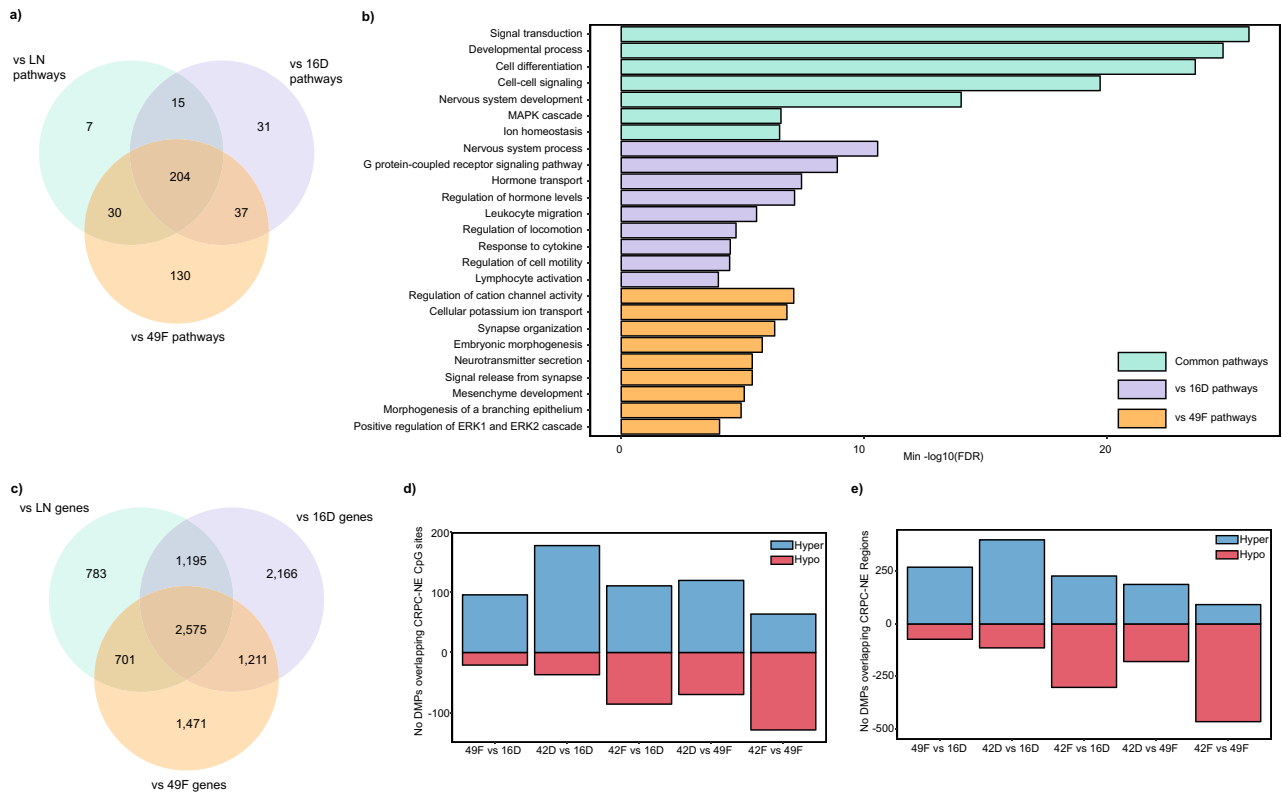 a)
vs LN
pathways
vs 16D
pathways
15
7
31
204
30
37
130
vs 49F pathways
b)
Signal transduction
Developmental process
Cell differentiation
Cell-cell signaling
Nervous system development
MAPK cascade
Ion homeostasis
Nervous system process
G protein-coupled receptor signaling pathway
Hormone transport
Regulation of hormone levels
Leukocyte migration
Regulation of locomotion
Response to cytokine
Regulation of cell motility
Lymphocyte activation
Regulation of cation channel activity
Cellular potassium ion transport
Synapse organization
Embryonic morphogenesis
Neurotransmitter secretion
Signal release from synapse
Mesenchyme development
Morphogenesis of a branching epithelium
Positive regulation of ERK1 and ERK2 cascade
Common pathways
vs 16D pathways
vs 49F pathways
0
10
20
Min -log10(FDR)
c)
vs LN genes
vs 16D genes
1,195
783
2,166
2,575
701
1,211
1,471
vs 49F genes
d)
No DMPs overlapping CRPC-NE CpG sites
200
100
0
-100
Hyper
Hypo
49F vs 16D
42D vs 16D
42F vs 16D
42D vs 49F
42F vs 49F
e)
No DMPs overlapping CRPC-NE Regions
250
0
-250
-500
Hyper
Hypo
49F vs 16D
42D vs 16D
42F vs 16D
42D vs 49F
42F vs 49F